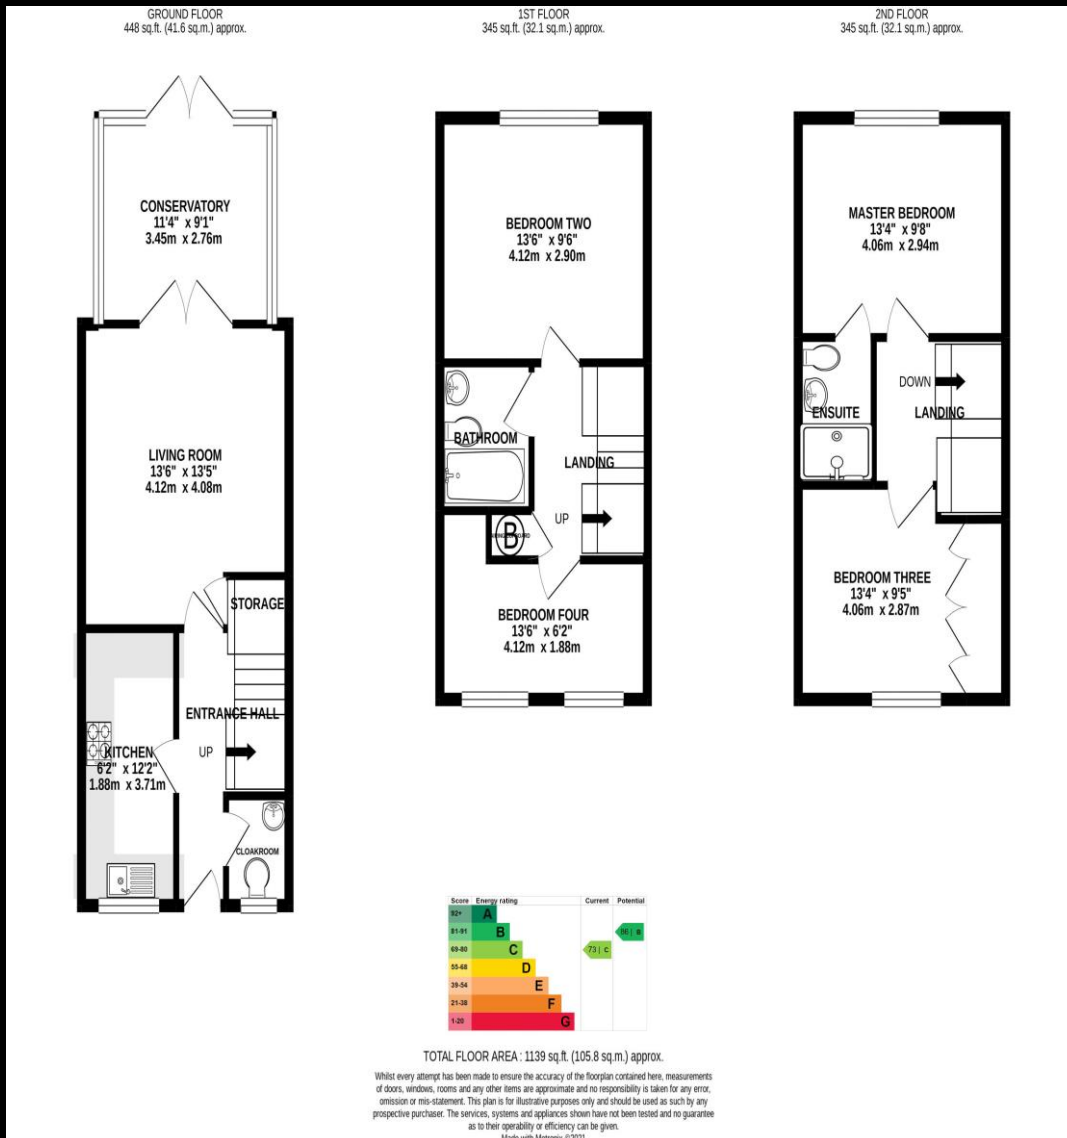 GROUND FLOOR
448 sq.ft. (41.6 sq.m.) approx.
1ST FLOOR
345 sq.ft. (32.1 sq.m.) approx.
2ND FLOOR
345 sq.ft. (32.1 sq.m.) approx.
CONSERVATORY
11'4" x 9'1"
3.45m x 2.76m
LIVING ROOM
13'6" x 13'5"
4.12m x 4.08m
STORAGE
ENTRANCE HALL
UP
KITCHEN
6'2" x 12'2"
1.88m x 3.71m
CLOAKROOM
BEDROOM TWO
13'6" x 9'6"
4.12m x 2.90m
BATHROOM
LANDING
UP
B
BEDROOM FOUR
13'6" x 6'2"
4.12m x 1.88m
MASTER BEDROOM
13'4" x 9'8"
4.06m x 2.94m
DOWN
ENSUITE
LANDING
BEDROOM THREE
13'4" x 9'5"
4.06m x 2.87m
Score Energy rating Current Potential
92+ A
81-91 B 86 | B
69-80 C 73 | C
55-68 D
39-54 E
21-38 F
1-20 G
TOTAL FLOOR AREA : 1139 sq.ft. (105.8 sq.m.) approx.
Whilst every attempt has been made to ensure the accuracy of the floorplan contained here, measurements
of doors, windows, rooms and any other items are approximate and no responsibility is taken for any error,
omission or mis-statement. This plan is for illustrative purposes only and should be used as such by any
prospective purchaser. The services, systems and appliances shown have not been tested and no guarantee
as to their operability or efficiency can be given.
Made with Metropix ©2021